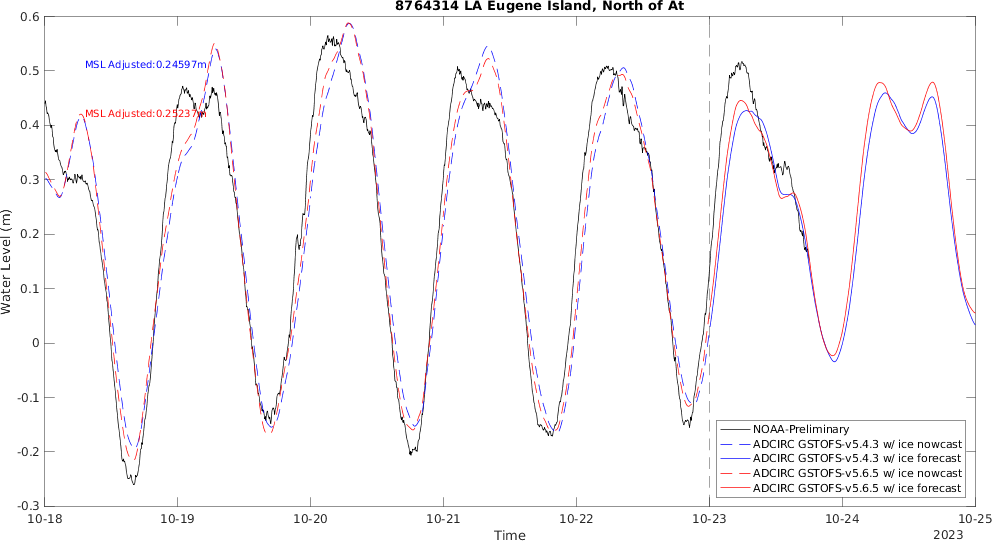 8764314 LA Eugene Island, North of At
0.6
0.5
0.4
0.3
0.2
0.1
0
-0.1
-0.2
-0.3
Water Level (m)
MSL Adjusted:0.24597m
MSL Adjusted:0.25237m
NOAA-Preliminary
ADCIRC GSTOFS-v5.4.3 w/ ice nowcast
ADCIRC GSTOFS-v5.4.3 w/ ice forecast
ADCIRC GSTOFS-v5.6.5 w/ ice nowcast
ADCIRC GSTOFS-v5.6.5 w/ ice forecast
10-18 10-19 10-20 10-21 10-22 10-23 10-24 10-25
Time
2023